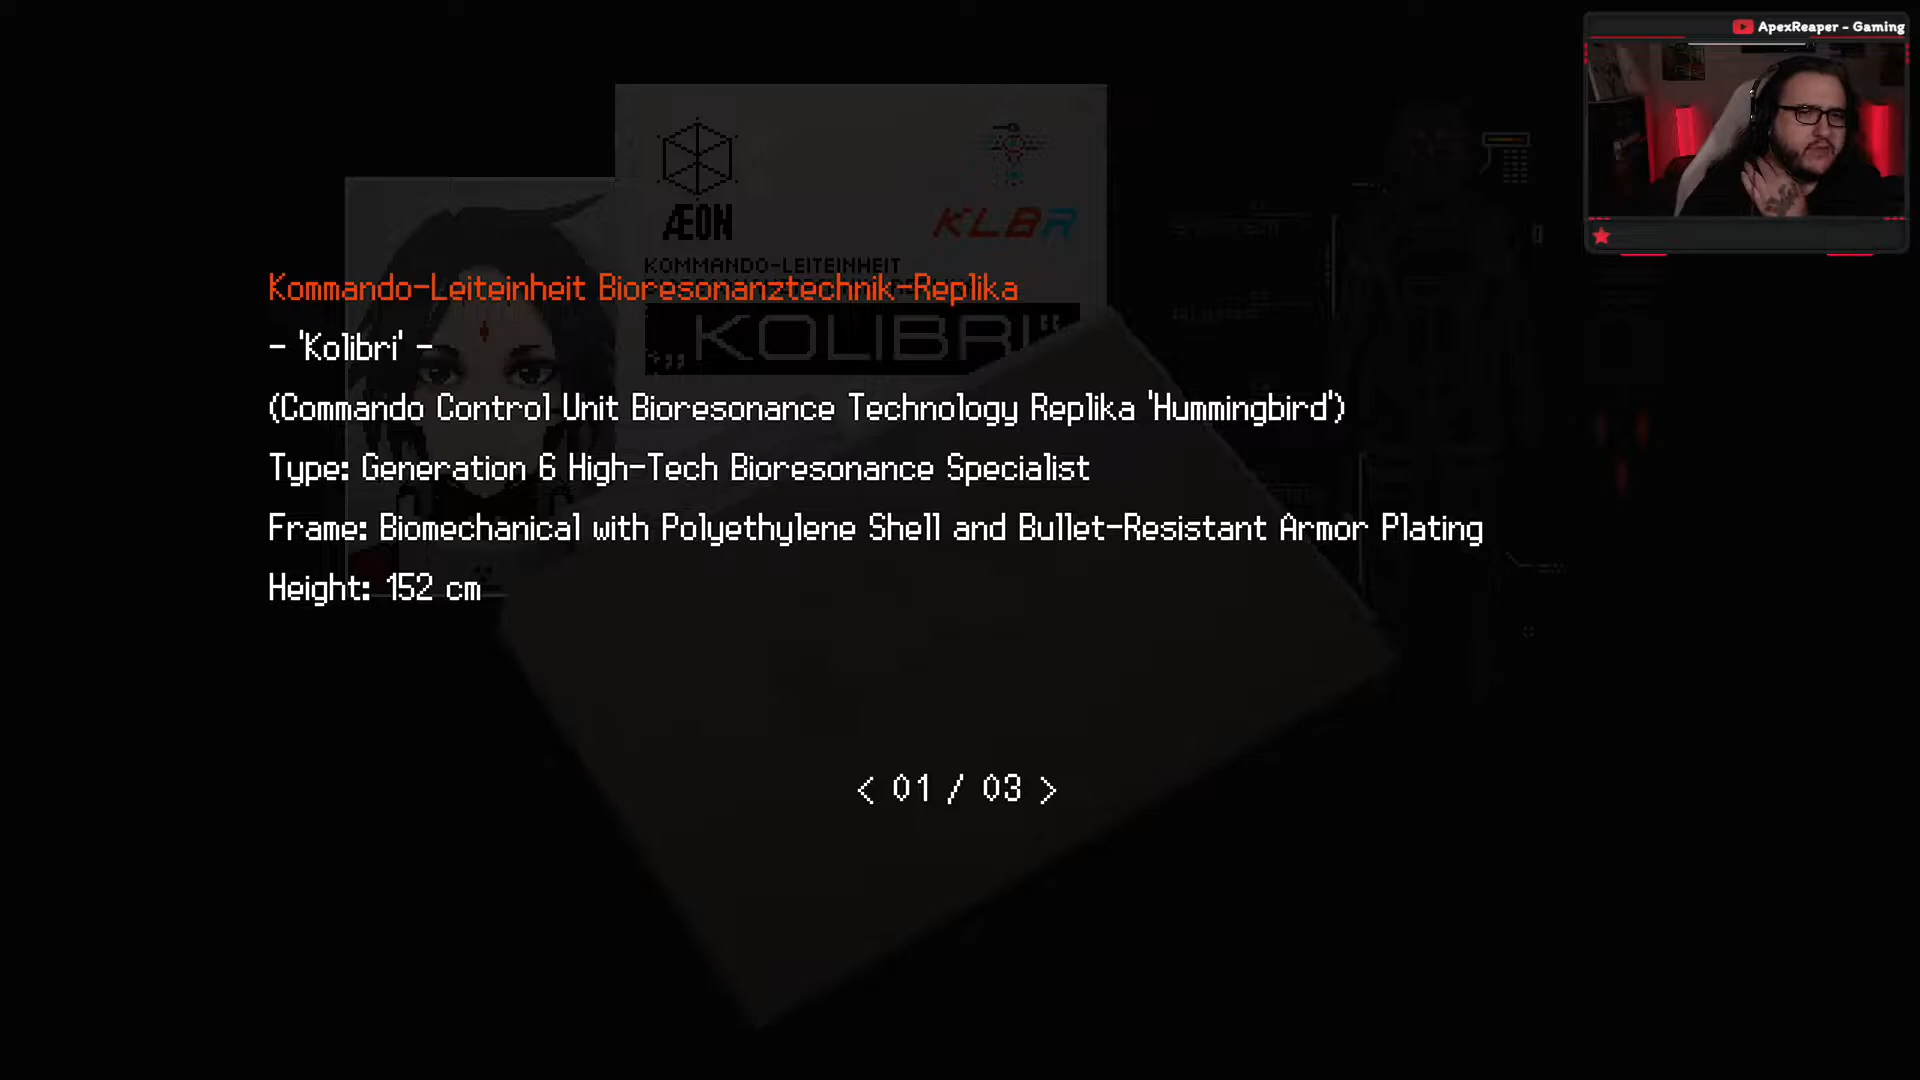 ApexReaper - Gaming
ÆON
KLBR
KOMMANDO-LEITEINHEIT
Kommando-Leiteinheit Bioresonanztechnik-Replika
„KOLIBRI“
- 'Kolibri' -
(Commando Control Unit Bioresonance Technology Replika 'Hummingbird')
Type: Generation 6 High-Tech Bioresonance Specialist
Frame: Biomechanical with Polyethylene Shell and Bullet-Resistant Armor Plating
Height: 152 cm
< 01 / 03 >